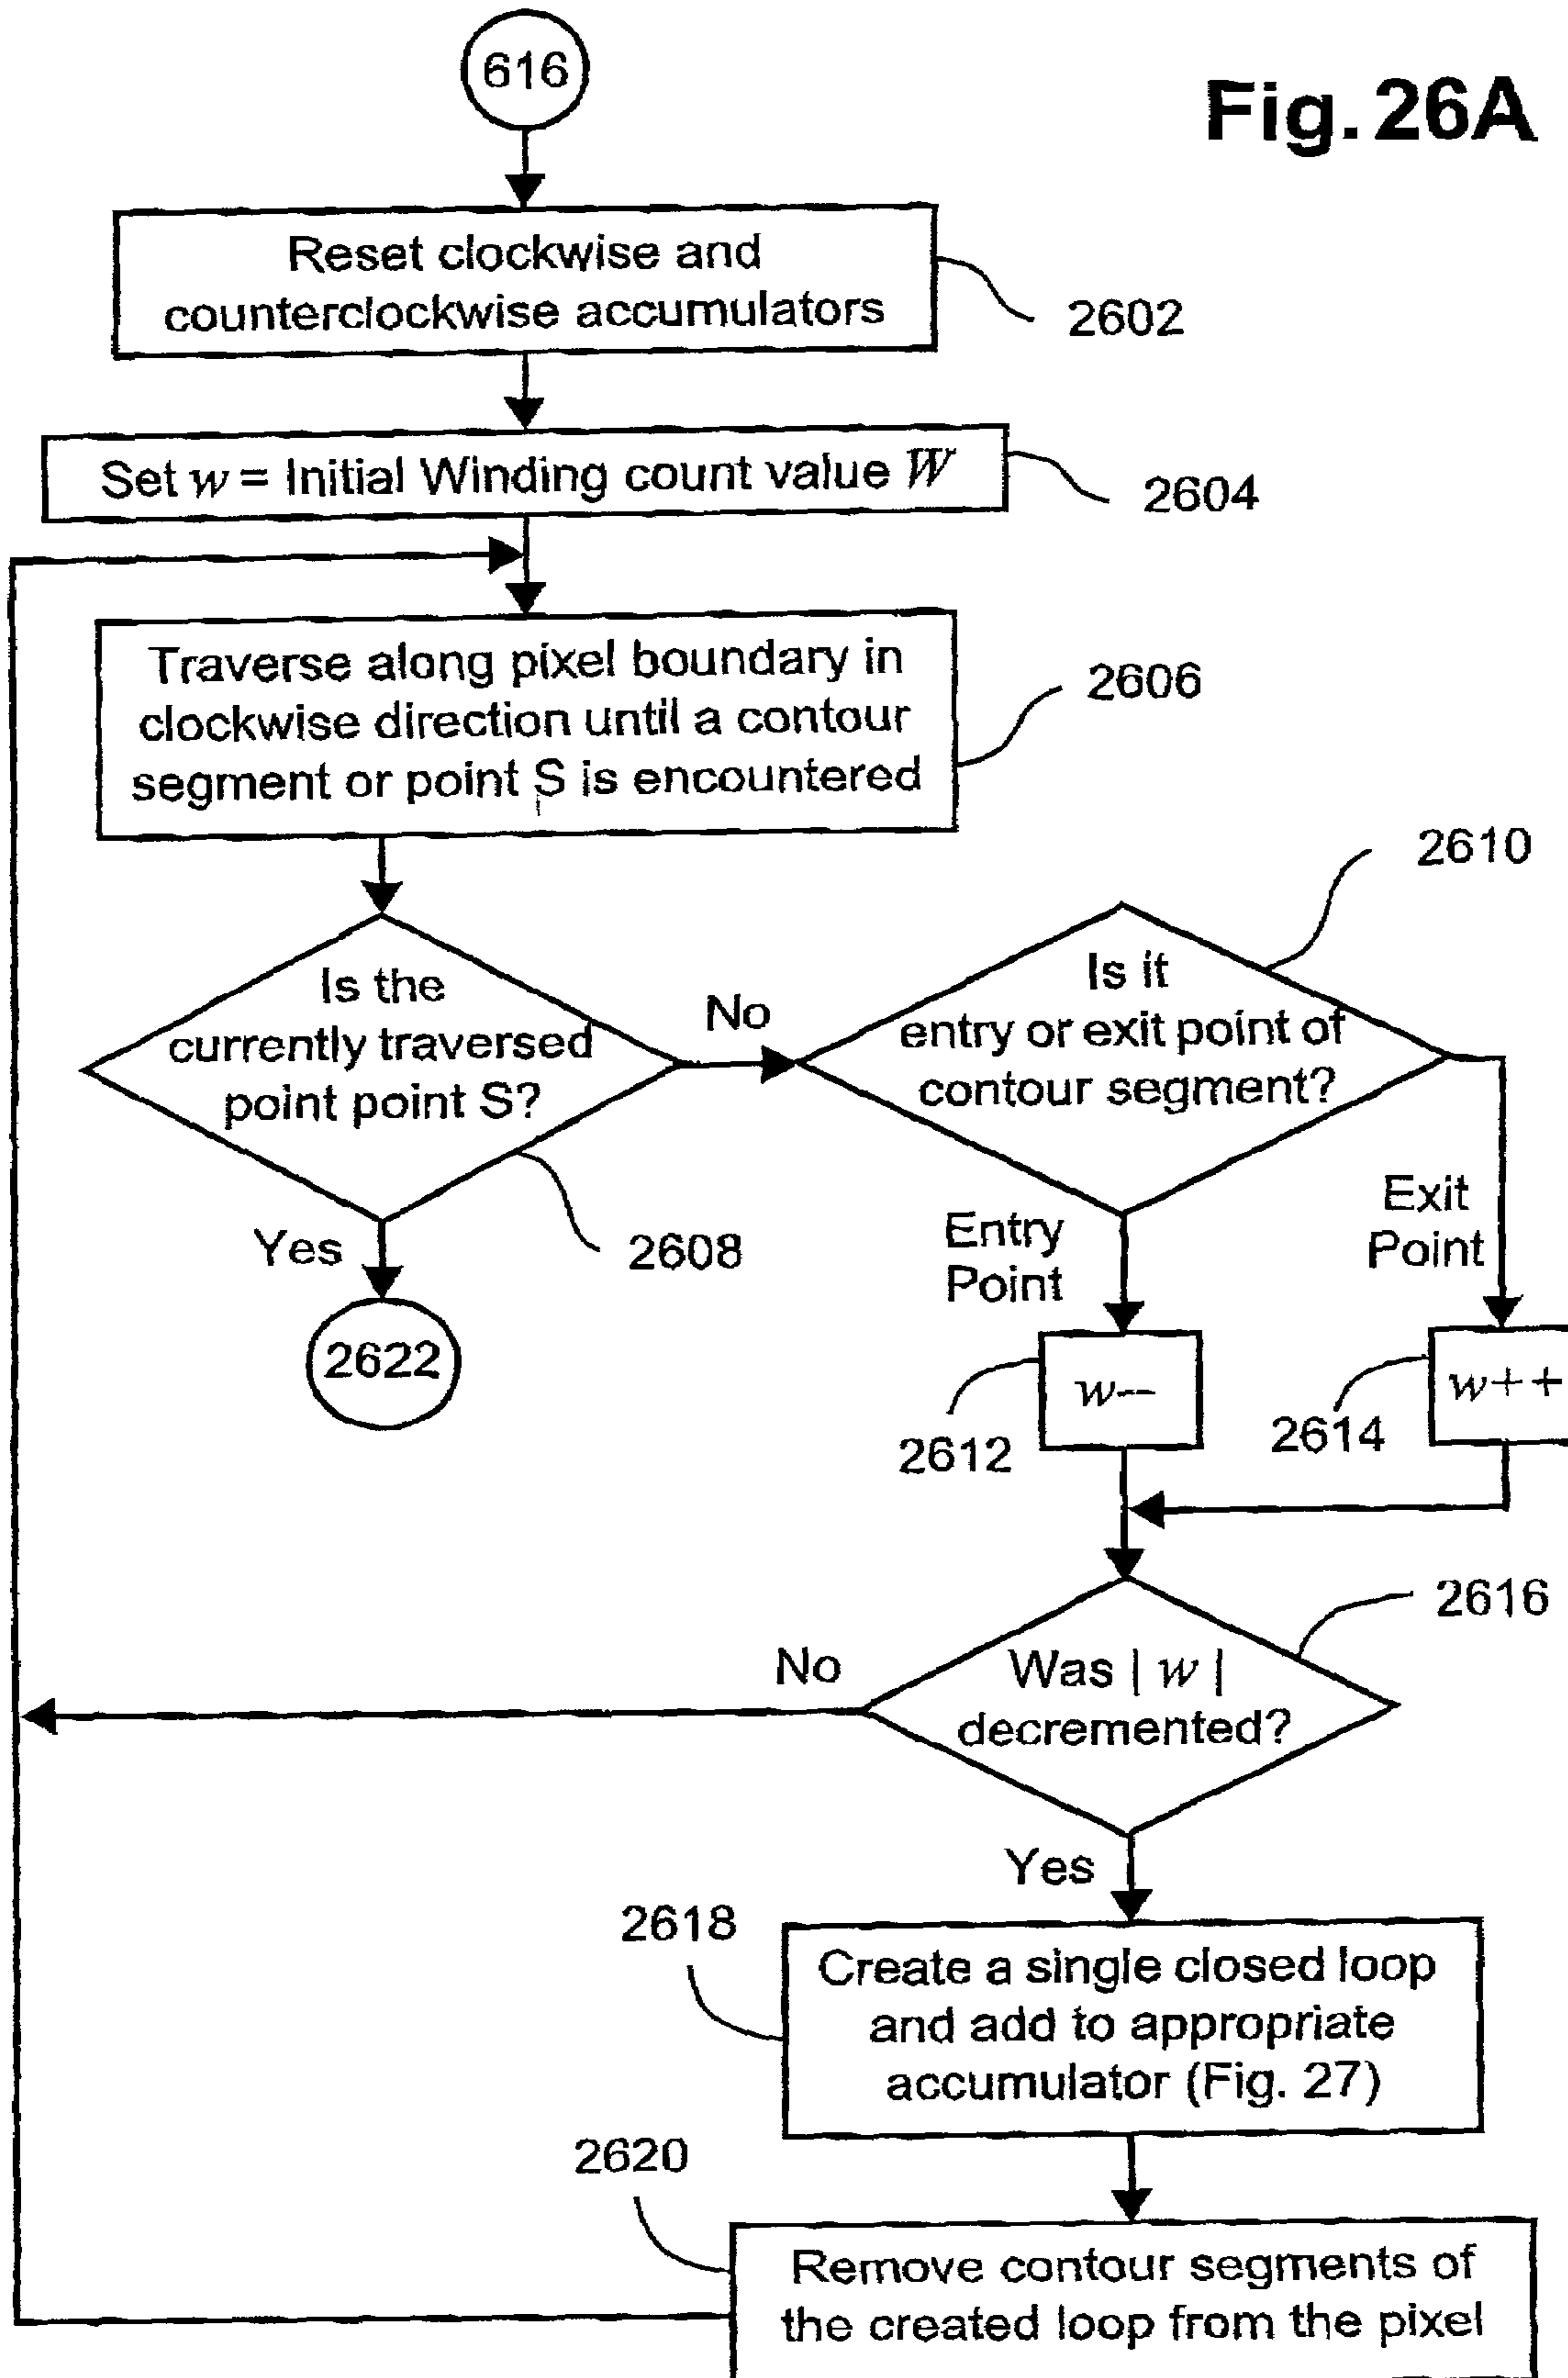 616
Fig. 26A
Reset clockwise and
counterclockwise accumulators
2602
Set w = Initial Winding count value W
2604
Traverse along pixel boundary in
clockwise direction until a contour
segment or point S is encountered
2606
2610
Is the
currently traversed
point point S?
No
Is it
entry or exit point of
contour segment?
Yes
2608
Entry
Point
Exit
Point
2622
w--
w++
2612
2614
2616
No
Was | w |
decremented?
Yes
2618
Create a single closed loop
and add to appropriate
accumulator (Fig. 27)
2620
Remove contour segments of
the created loop from the pixel